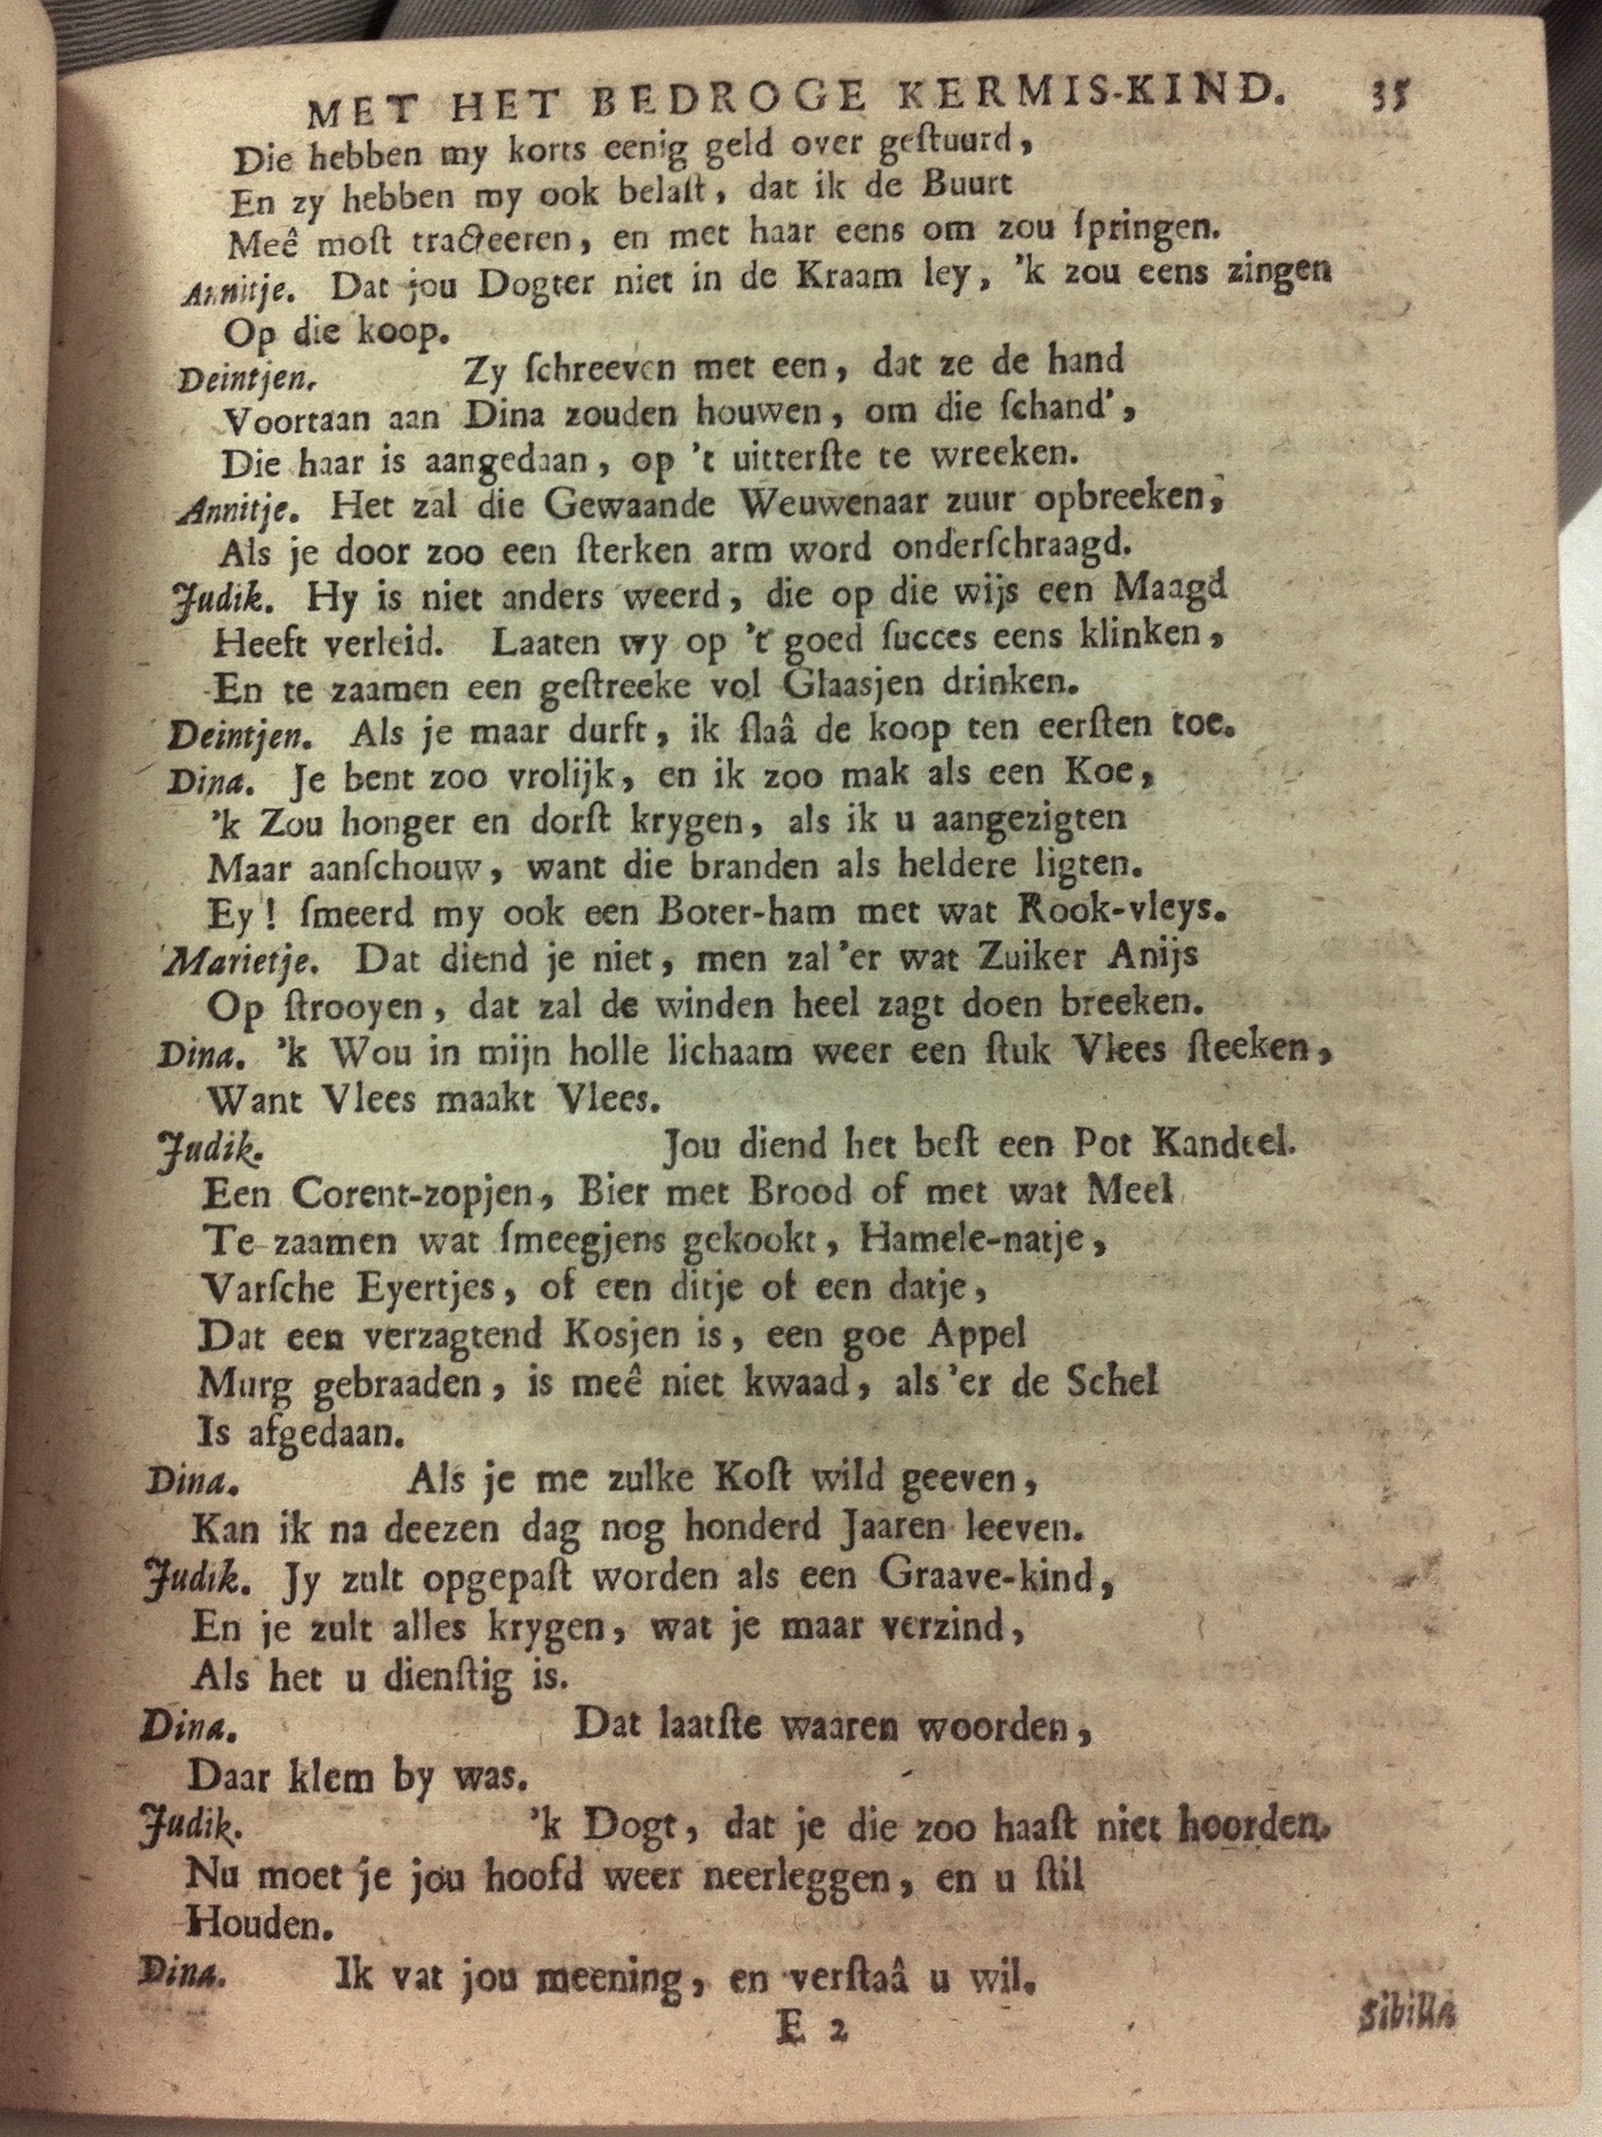 MET HET BEDROGE KERMIS-KIND. 35
Die hebben my korts eenig geld over geſtuurd,
En zy hebben my ook belaſt, dat ik de Buurt
Meê moſt tracteeren, en met haar eens om zou ſpringen.
Annitje. Dat jou Dogter niet in de Kraam ley, 'k zou eens zingen
Op die koop.
Deintjen. Zy ſchreeven met een, dat ze de hand
Voortaan aan Dina zouden houwen, om die ſchand',
Die haar is aangedaan, op 't uitterſte te wreeken.
Annitje. Het zal die Gewaande Weuwenaar zuur opbreeken,
Als je door zoo een ſterken arm word onderſchraagd.
Judik. Hy is niet anders weerd, die op die wijs een Maagd
Heeft verleid. Laaten wy op 't goed ſucces eens klinken,
En te zaamen een geſtreeke vol Glaasjen drinken.
Deintjen. Als je maar durft, ik ſlaâ de koop ten eerſten toe.
Dina. Je bent zoo vrolijk, en ik zoo mak als een Koe,
'k Zou honger en dorſt krygen, als ik u aangezigten
Maar aanſchouw, want die branden als heldere ligten.
Ey! ſmeerd my ook een Boter-ham met wat Rook-vleys.
Marietje. Dat diend je niet, men zal 'er wat Zuiker Anijs
Op ſtrooyen, dat zal de winden heel zagt doen breeken.
Dina. 'k Wou in mijn holle lichaam weer een ſtuk Vlees ſteeken,
Want Vlees maakt Vlees.
Judik. Jou diend het beſt een Pot Kandeel.
Een Corent-zopjen, Bier met Brood of met wat Meel
Te zaamen wat ſmeegjens gekookt, Hamele-natje,
Varſche Eyertjes, of een ditje of een datje,
Dat een verzagtend Kosjen is, een goe Appel
Murg gebraaden, is meê niet kwaad, als 'er de Schel
Is afgedaan.
Dina. Als je me zulke Koſt wild geeven,
Kan ik na deezen dag nog honderd Jaaren leeven.
Judik. Jy zult opgepaſt worden als een Graave-kind,
En je zult alles krygen, wat je maar verzind,
Als het u dienſtig is.
Dina. Dat laatſte waaren woorden,
Daar klem by was.
Judik. 'k Dogt, dat je die zoo haaſt niet hoorden.
Nu moet je jou hoofd weer neerleggen, en u ſtil
Houden.
Dina. Ik vat jou meening, en verſtaâ u wil.
E 2
Sibilla